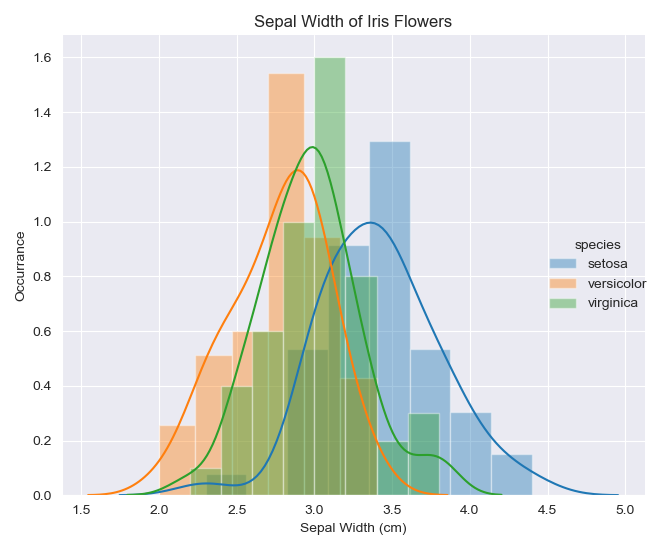 Sepal Width of Iris Flowers
1.6
1.4
1.2
1.0
0.8
0.6
0.4
0.2
0.0
Occurrance
species
setosa
versicolor
virginica
1.5 2.0 2.5 3.0 3.5 4.0 4.5 5.0
Sepal Width (cm)